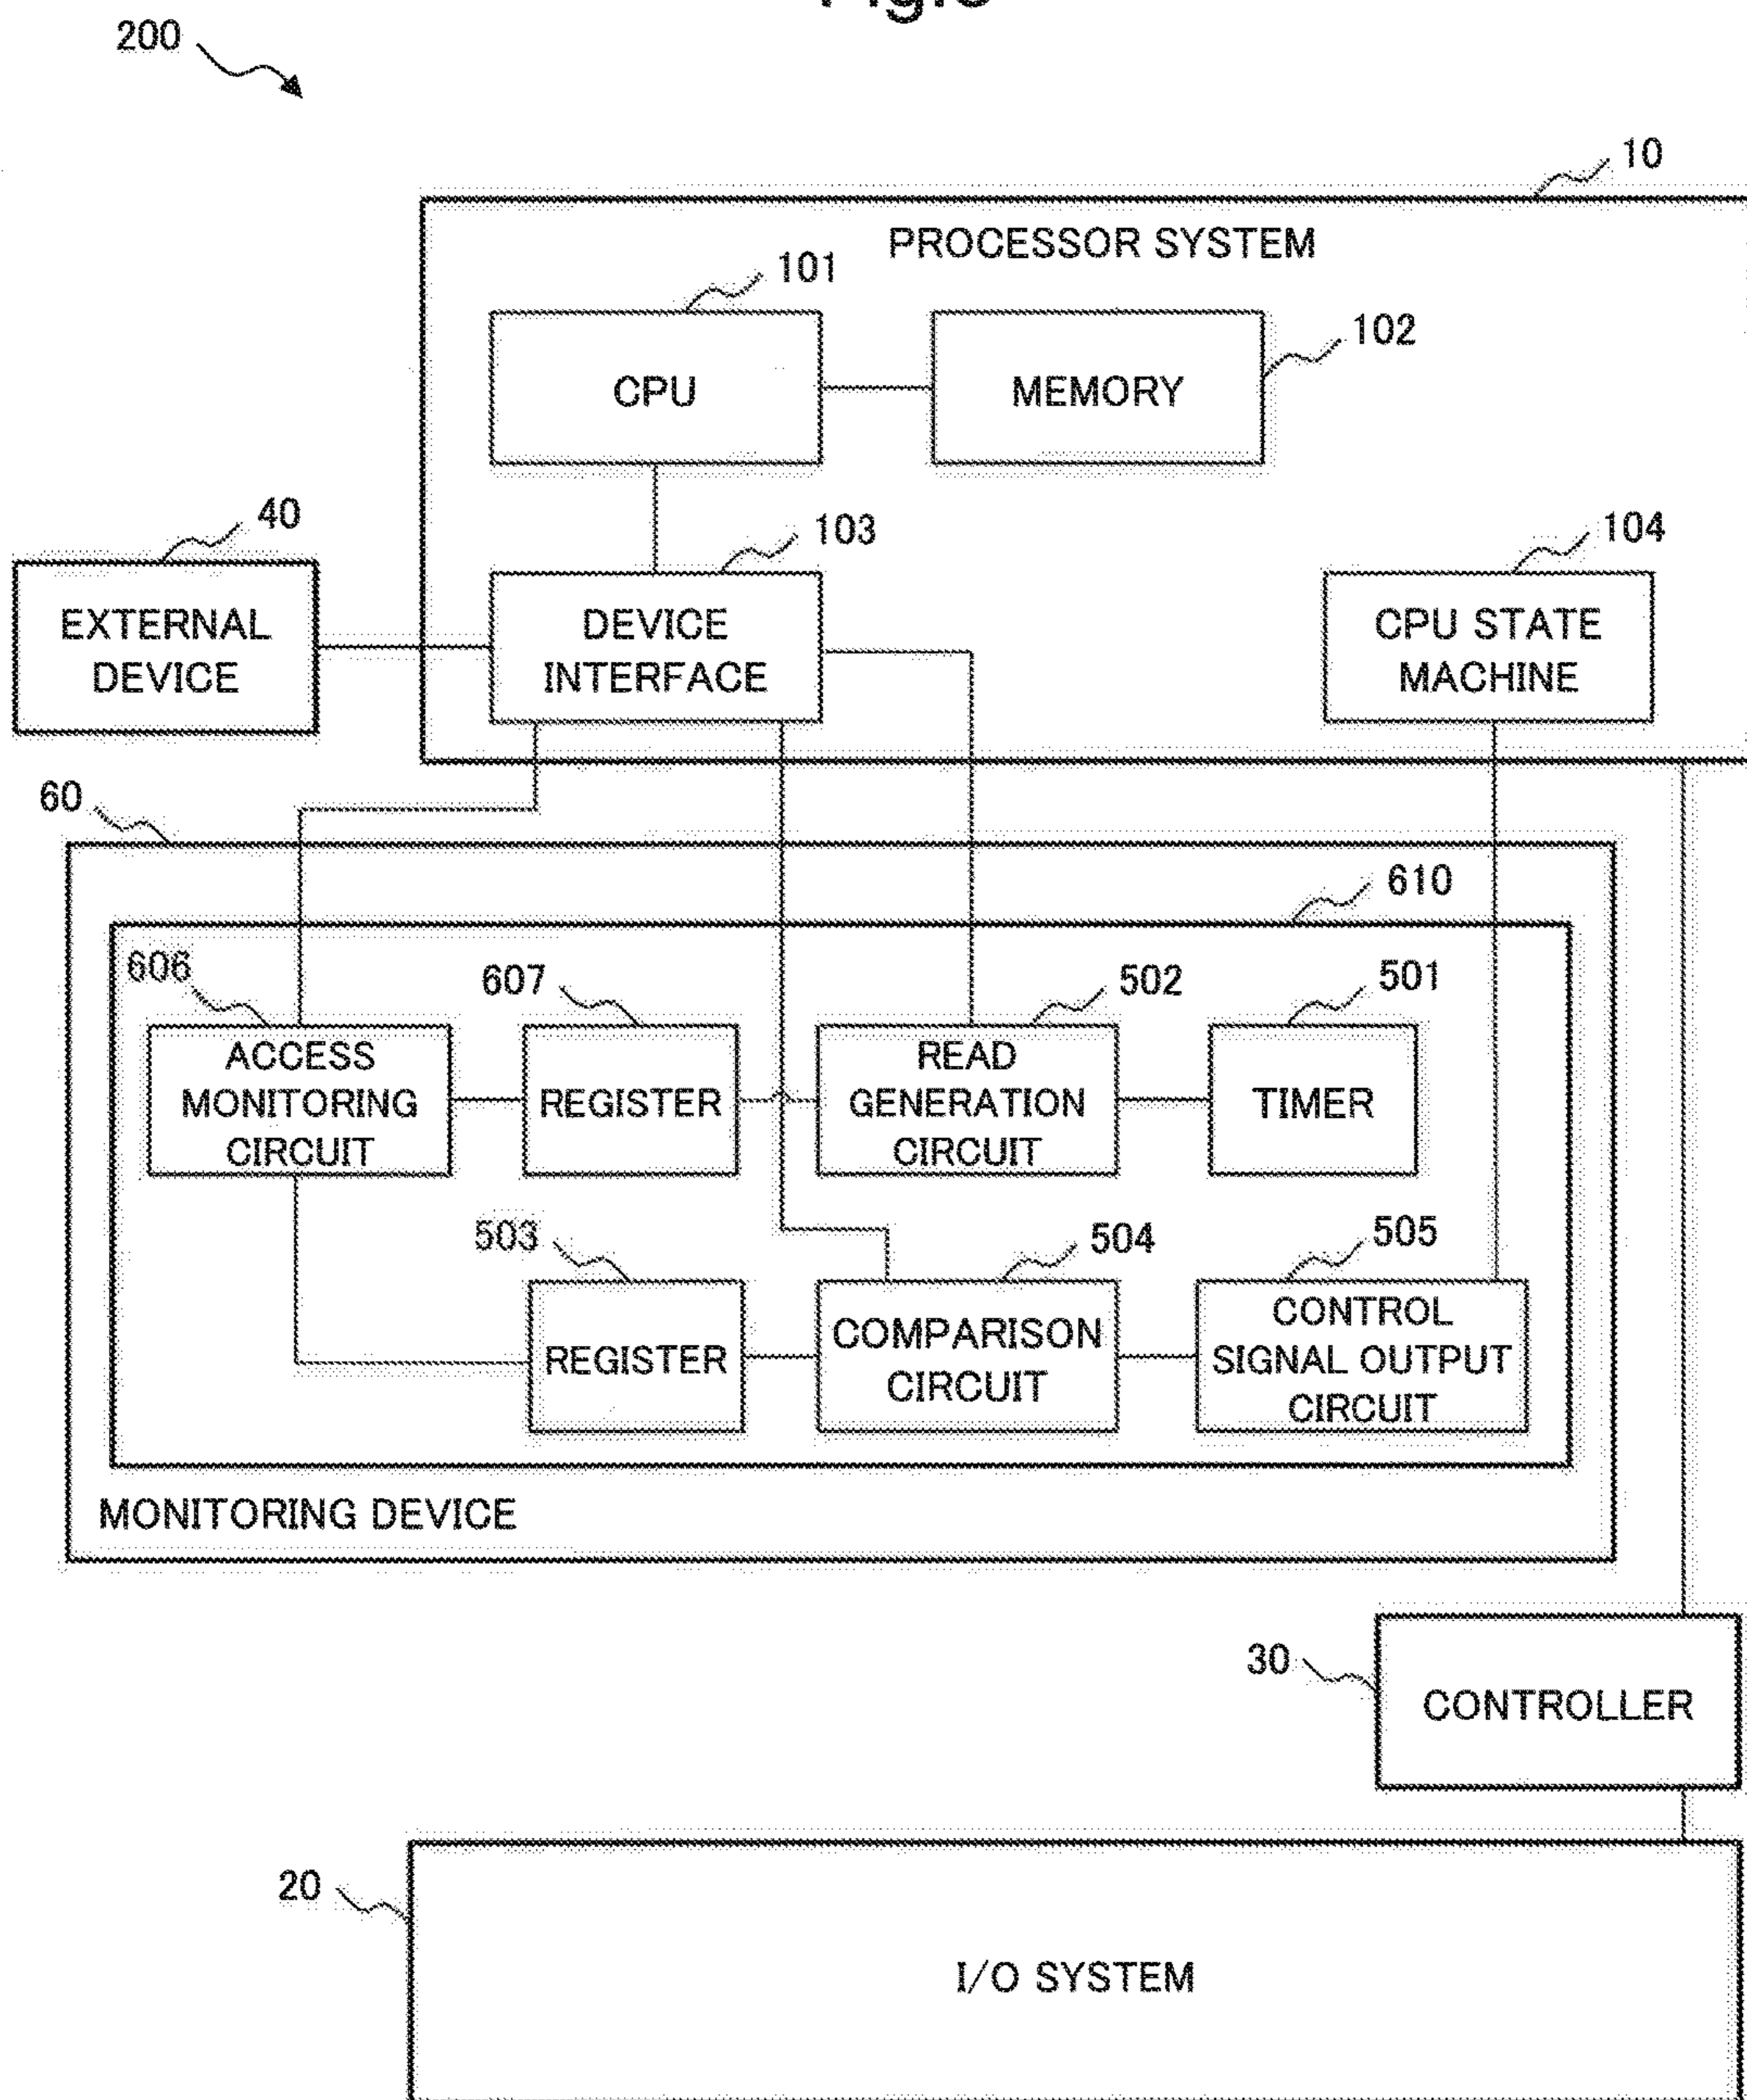 200
10
PROCESSOR SYSTEM
101
102
CPU
MEMORY
40
103
104
EXTERNAL
DEVICE
DEVICE
INTERFACE
CPU STATE
MACHINE
60
610
606
607
502
501
ACCESS
MONITORING
CIRCUIT
REGISTER
READ
GENERATION
CIRCUIT
TIMER
503
504
505
REGISTER
COMPARISON
CIRCUIT
CONTROL
SIGNAL OUTPUT
CIRCUIT
MONITORING DEVICE
30
CONTROLLER
20
I/O SYSTEM